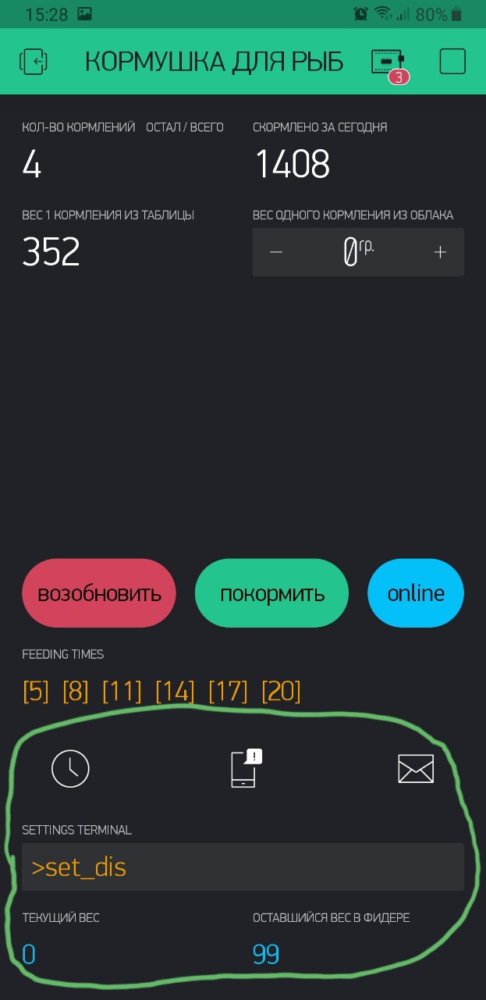 15:28 80%
КОРМУШКА ДЛЯ РЫБ 3
КОЛ-ВО КОРМЛЕНИЙ ОСТАЛ / ВСЕГО СКОРМЛЕНО ЗА СЕГОДНЯ
4 1408
ВЕС 1 КОРМЛЕНИЯ ИЗ ТАБЛИЦЫ ВЕС ОДНОГО КОРМЛЕНИЯ ИЗ ОБЛАКА
352 − 0гр. +
возобновить покормить online
FEEDING TIMES
[5] [8] [11] [14] [17] [20]
!
SETTINGS TERMINAL
>set_dis
ТЕКУЩИЙ ВЕС ОСТАВШИЙСЯ ВЕС В ФИДЕРЕ
0 99